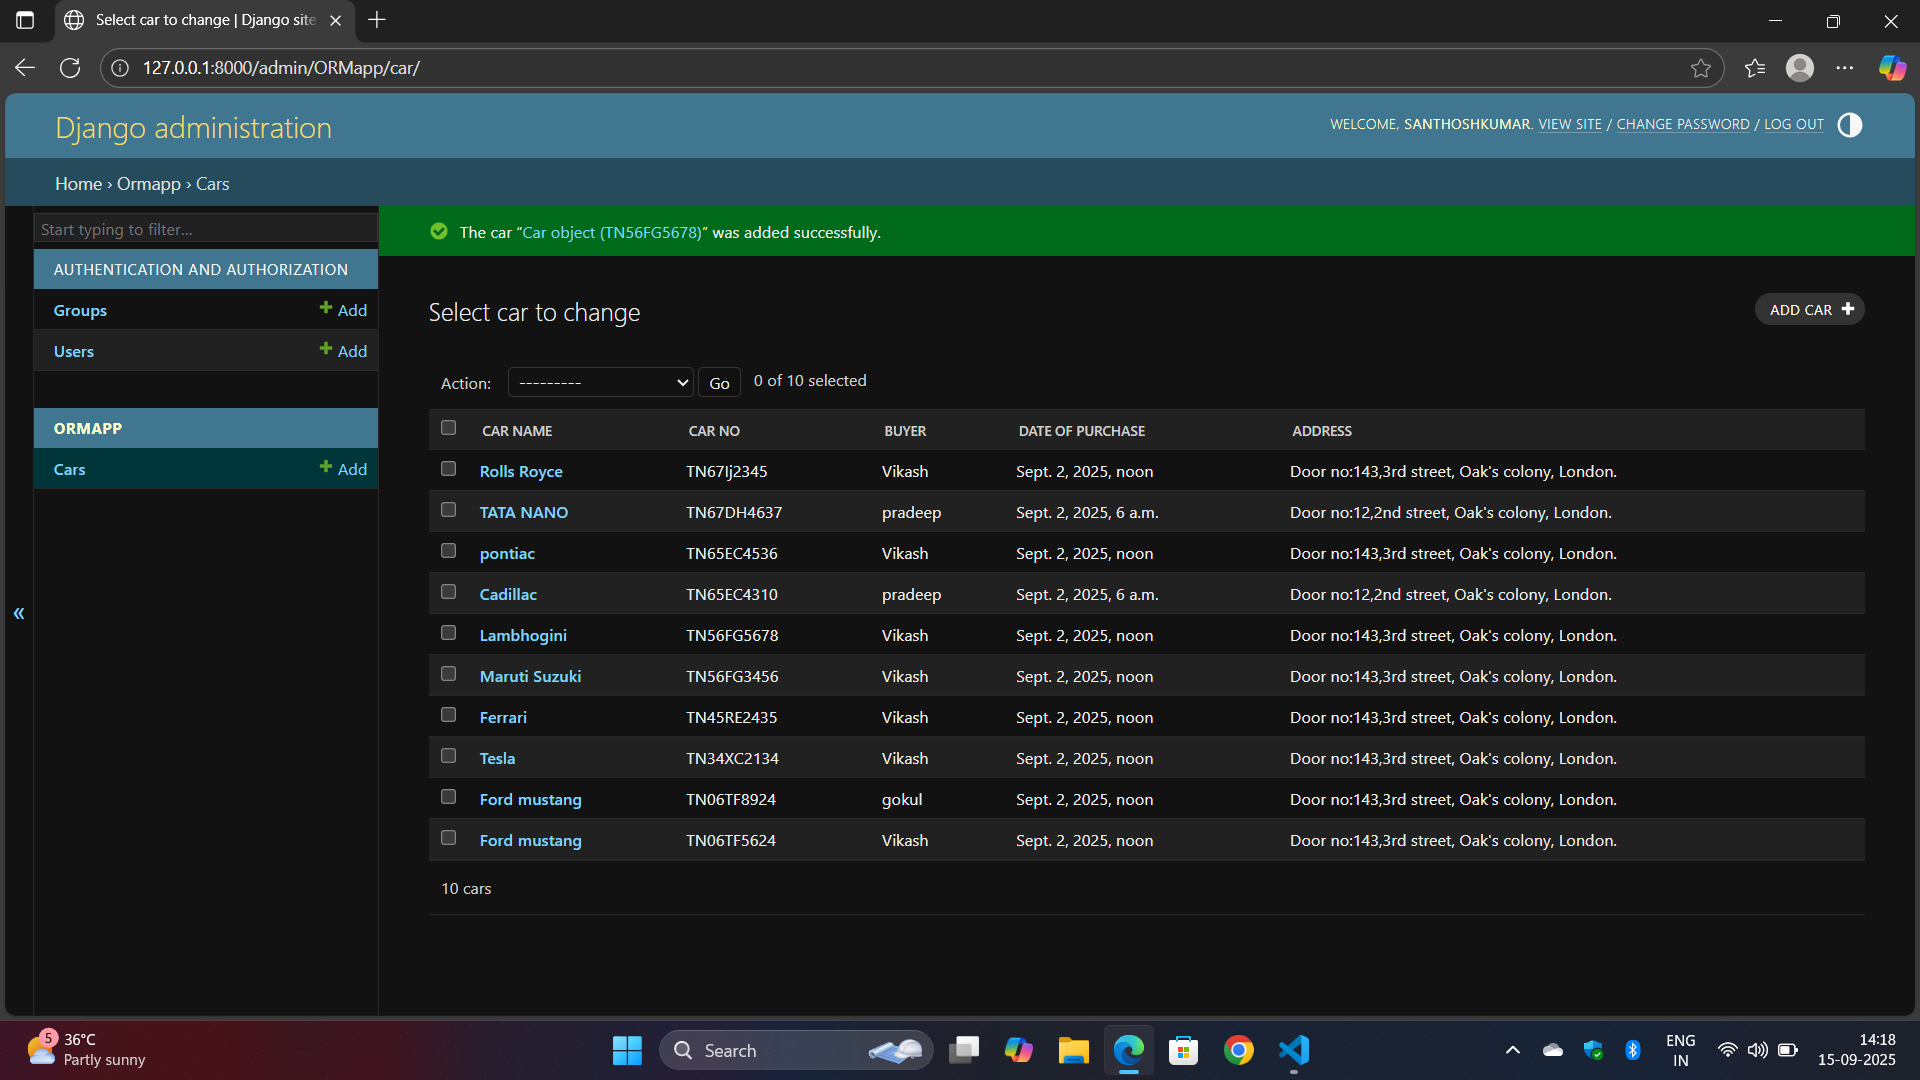 Select car to change | Django site
127.0.0.1:8000/admin/ORMapp/car/
Django administration
WELCOME, SANTHOSHKUMAR. VIEW SITE / CHANGE PASSWORD / LOG OUT
Home › Ormapp › Cars
Start typing to filter...
AUTHENTICATION AND AUTHORIZATION
Groups Add
Users Add
ORMAPP
Cars Add
«
The car “Car object (TN56FG5678)” was added successfully.
Select car to change
ADD CAR
Action: --------- Go 0 of 10 selected
CAR NAME CAR NO BUYER DATE OF PURCHASE ADDRESS
Rolls Royce TN67IJ2345 Vikash Sept. 2, 2025, noon Door no:143,3rd street, Oak's colony, London.
TATA NANO TN67DH4637 pradeep Sept. 2, 2025, 6 a.m. Door no:12,2nd street, Oak's colony, London.
pontiac TN65EC4536 Vikash Sept. 2, 2025, noon Door no:143,3rd street, Oak's colony, London.
Cadillac TN65EC4310 pradeep Sept. 2, 2025, 6 a.m. Door no:12,2nd street, Oak's colony, London.
Lambhogini TN56FG5678 Vikash Sept. 2, 2025, noon Door no:143,3rd street, Oak's colony, London.
Maruti Suzuki TN56FG3456 Vikash Sept. 2, 2025, noon Door no:143,3rd street, Oak's colony, London.
Ferrari TN45RE2435 Vikash Sept. 2, 2025, noon Door no:143,3rd street, Oak's colony, London.
Tesla TN34XC2134 Vikash Sept. 2, 2025, noon Door no:143,3rd street, Oak's colony, London.
Ford mustang TN06TF8924 gokul Sept. 2, 2025, noon Door no:143,3rd street, Oak's colony, London.
Ford mustang TN06TF5624 Vikash Sept. 2, 2025, noon Door no:143,3rd street, Oak's colony, London.
10 cars
5
36°C
Partly sunny
Search
ENG
IN
14:18
15-09-2025